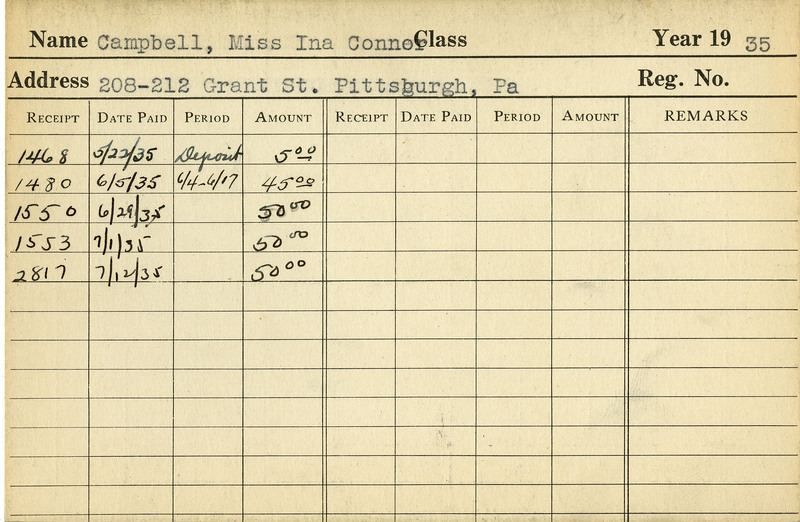 Name Campbell, Miss Ina Conner Class Year 19 35
Address 208-212 Grant St. Pittsburgh, Pa Reg. No.
RECEIPT DATE PAID PERIOD AMOUNT RECEIPT DATE PAID PERIOD AMOUNT REMARKS
1468 5/22/35 Deposit 5.00
1480 6/5/35 6/4-6/17 45.00
1550 6/29/35 50.00
1553 7/1/35 50.00
2817 7/12/35 50.00